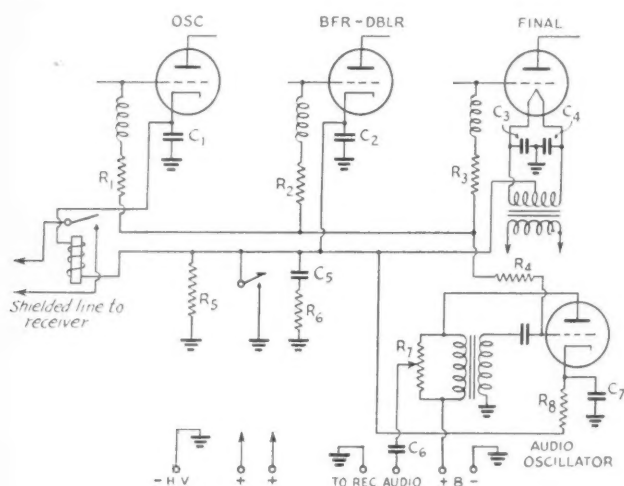 OSC
BFR-DBLR
FINAL
C1
C2
C3
C4
R1
R2
R3
R4
Shielded line to
receiver
R5
C5
R6
R7
R8
C7
C6
AUDIO
OSCILLATOR
- H V
+
+
TO REC AUDIO
+ B -